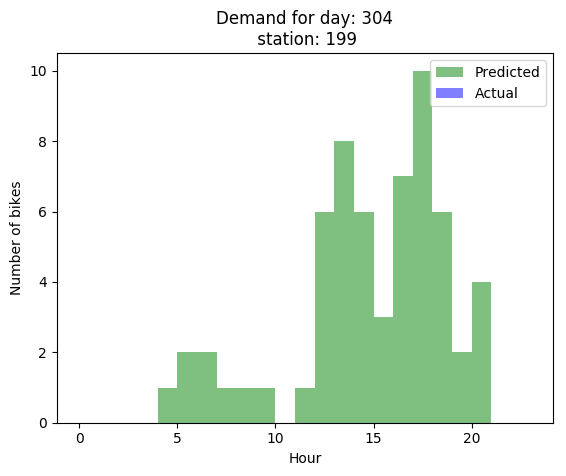 Demand for day: 304
station: 199
Predicted
Actual
10
8
6
4
2
0
Number of bikes
0 5 10 15 20
Hour